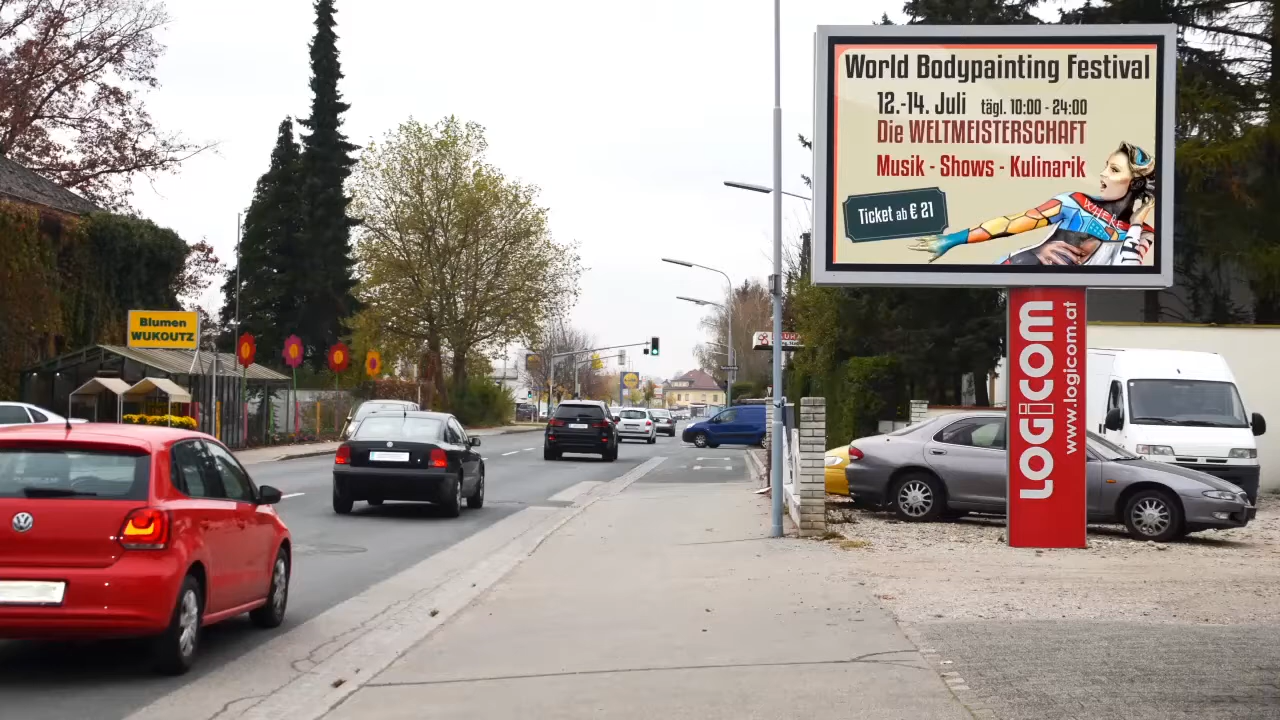 World Bodypainting Festival
12.-14. Juli tägl. 10:00 - 24:00
Die WELTMEISTERSCHAFT
Musik - Shows - Kulinarik
Ticket ab € 21
WHERE
LOGICOM
www.logicom.at
Blumen
WUKOUTZ